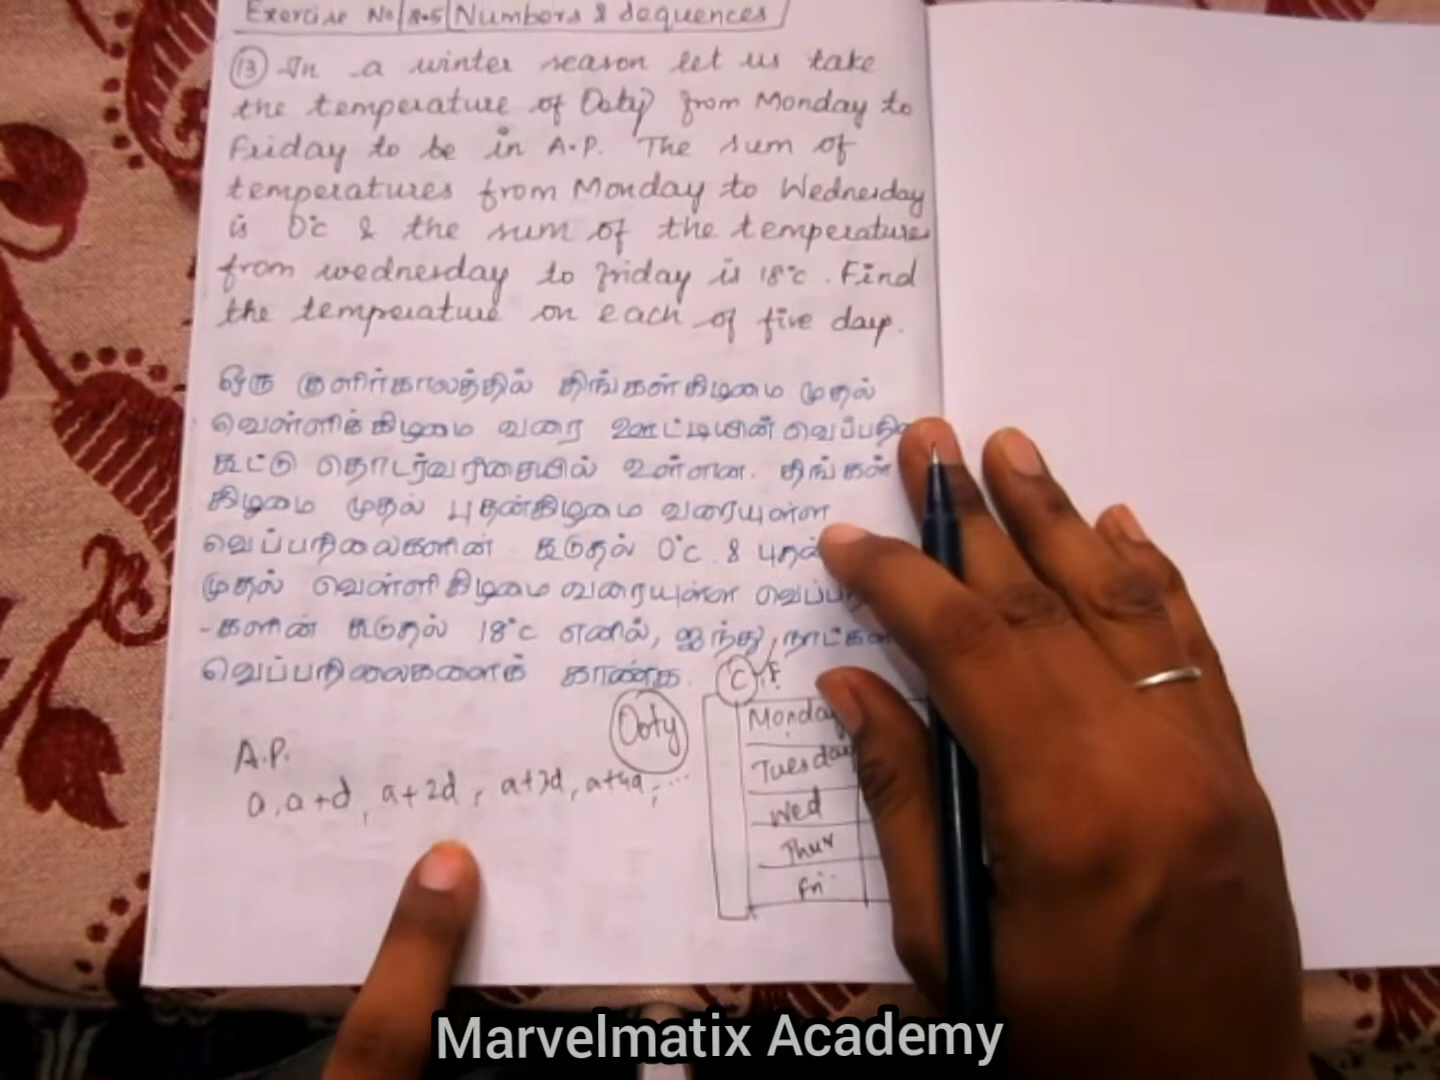 Exercise No 2.5 Numbers & Sequences
13 In a winter season let us take
the temperature of Ooty from Monday to
Friday to be in A.P. The sum of
temperatures from Monday to Wednesday
is 0°c & the sum of the temperatures
from wednesday to Friday is 18°c. Find
the temperature on each of five days.
ஒரு குளிர்காலத்தில் திங்கள்கிழமை முதல்
வெள்ளிக்கிழமை வரை ஊட்டியின்
கூட்டு தொடர்வரிசையில் உள்ளன. திங்கள்
கிழமை முதல் புதன்கிழமை வரையுள்ள
வெப்பநிலைகளின் கூடுதல் 0°c. &
முதல் வெள்ளிகிழமை வரையுள்ள
-களின் கூடுதல் 18°c எனில், ஐந்து
வெப்பநிலைகளைக் காண்க.
C F
Ooty
Monday
Tuesday
Wed
Thur
Fri
A.P.
a, a+d, a+2d, a+3d, a+4d, ...
Marvelmatix Academy